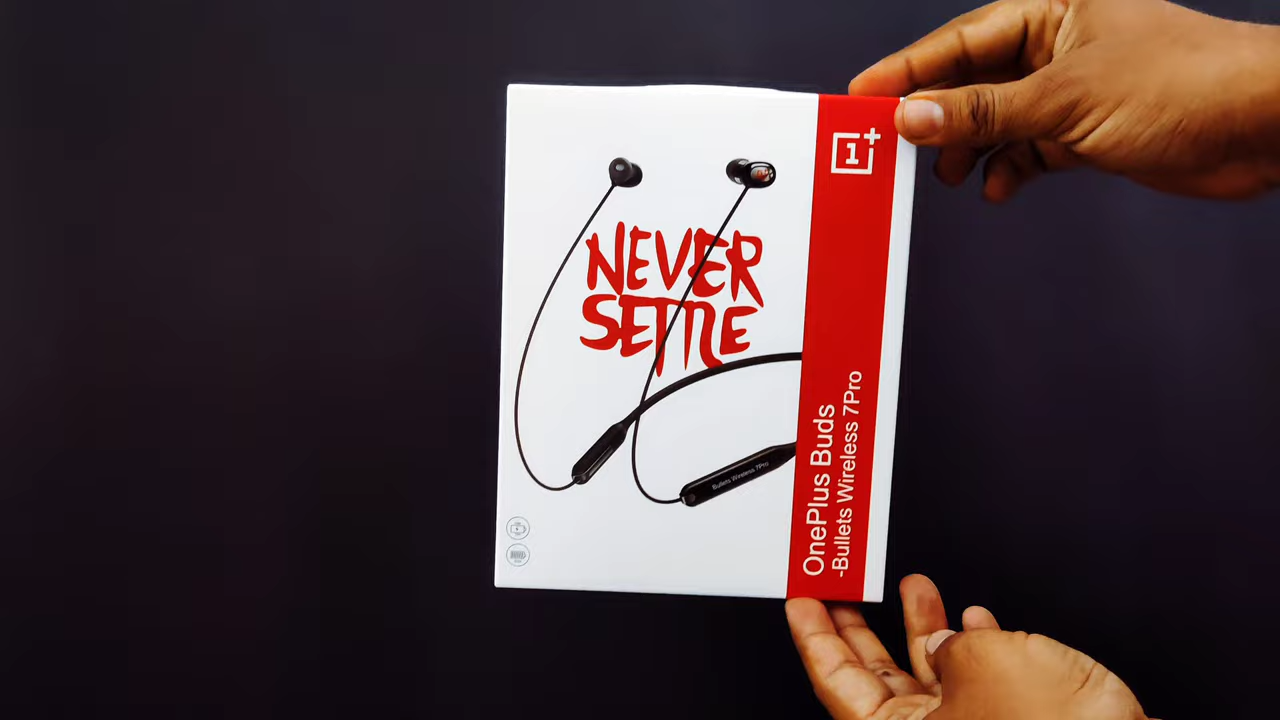 1+
NEVER
SETTLE
Bullets Wireless 7Pro
OnePlus Buds
-Bullets Wireless 7Pro